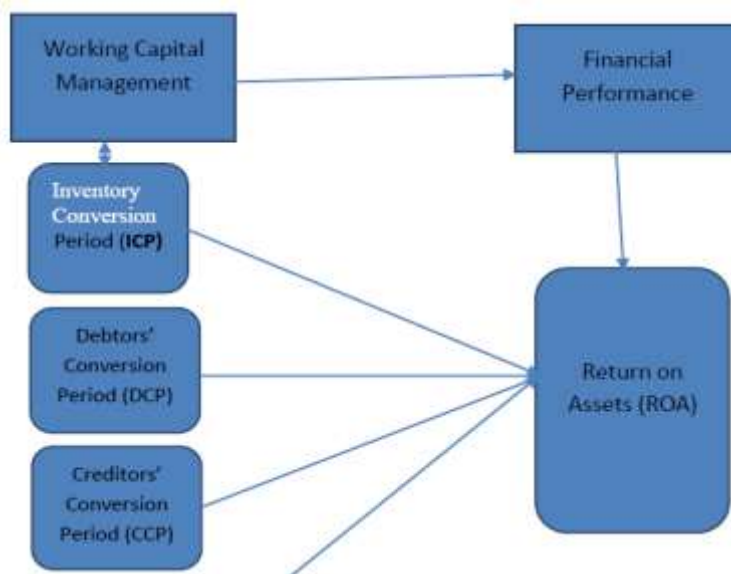 Working Capital
Management
Financial
Performance
Inventory
Conversion
Period (ICP)
Debtors'
Conversion
Period (DCP)
Return on
Assets (ROA)
Creditors'
Conversion
Period (CCP)